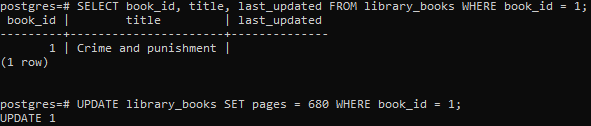 postgres=# SELECT book_id, title, last_updated FROM library_books WHERE book_id = 1;
 book_id |        title         | last_updated
---------+----------------------+--------------
       1 | Crime and punishment |
(1 row)
postgres=# UPDATE library_books SET pages = 680 WHERE book_id = 1;
UPDATE 1